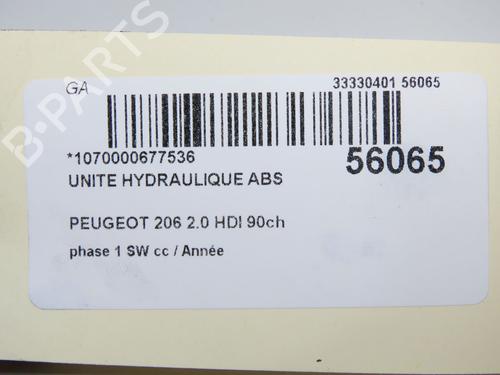 GA 33330401 56065
*1070000677536 56065
UNITE HYDRAULIQUE ABS
PEUGEOT 206 2.0 HDI 90ch
phase 1 SW cc / Année
B-PARTS